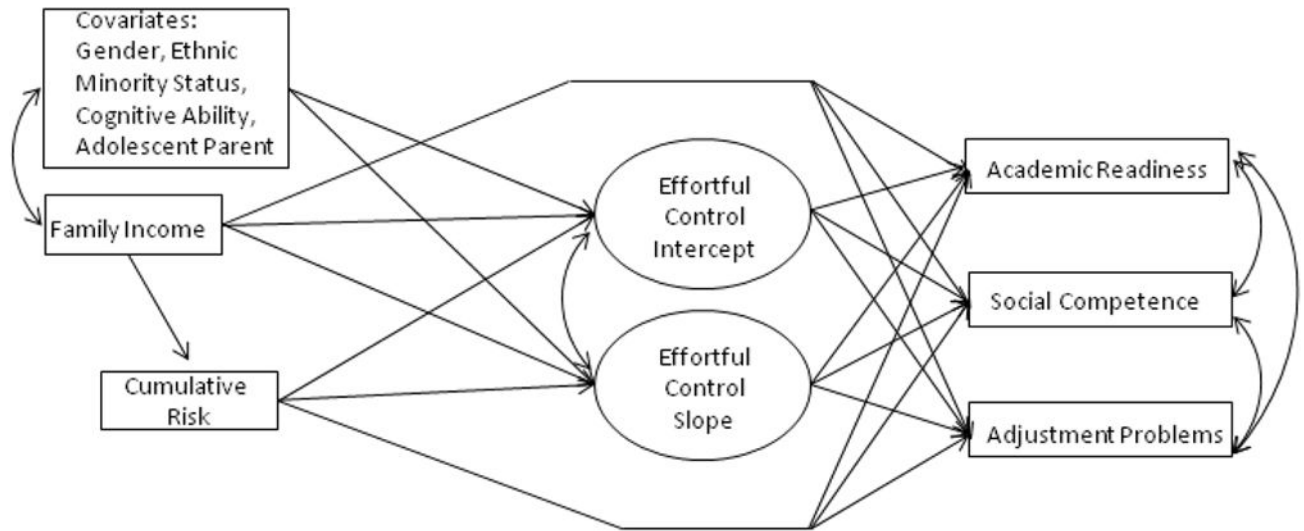 Covariates:
Gender, Ethnic
Minority Status,
Cognitive Ability,
Adolescent Parent
Family Income
Cumulative
Risk
Effortful
Control
Intercept
Effortful
Control
Slope
Academic Readiness
Social Competence
Adjustment Problems